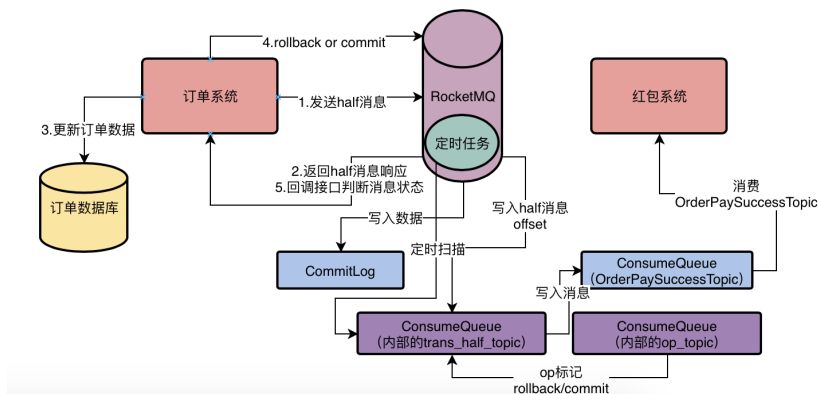 4.rollback or commit
订单系统
1.发送half消息
RocketMQ
红包系统
3.更新订单数据
定时任务
2.返回half消息响应
5.回调接口判断消息状态
订单数据库
写入数据
写入half消息
offset
消费
OrderPaySuccessTopic
定时扫描
CommitLog
ConsumeQueue
（OrderPaySuccessTopic）
写入消息
ConsumeQueue
（内部的trans_half_topic）
ConsumeQueue
（内部的op_topic）
op标记
rollback/commit